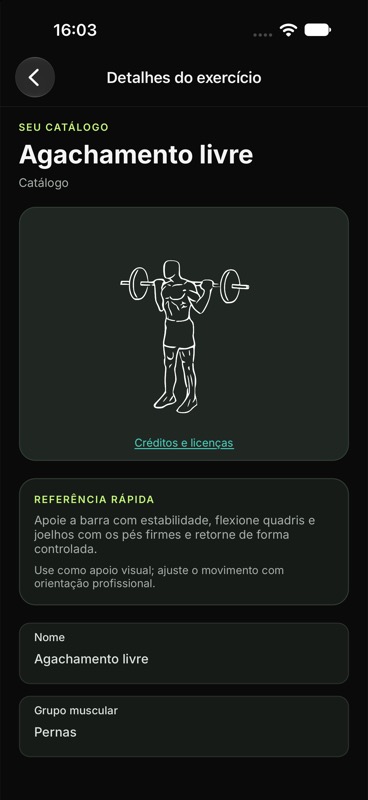 16:03
Detalhes do exercício
SEU CATÁLOGO
Agachamento livre
Catálogo
Créditos e licenças
REFERÊNCIA RÁPIDA
Apoie a barra com estabilidade, flexione quadris e
joelhos com os pés firmes e retorne de forma
controlada.
Use como apoio visual; ajuste o movimento com
orientação profissional.
Nome
Agachamento livre
Grupo muscular
Pernas